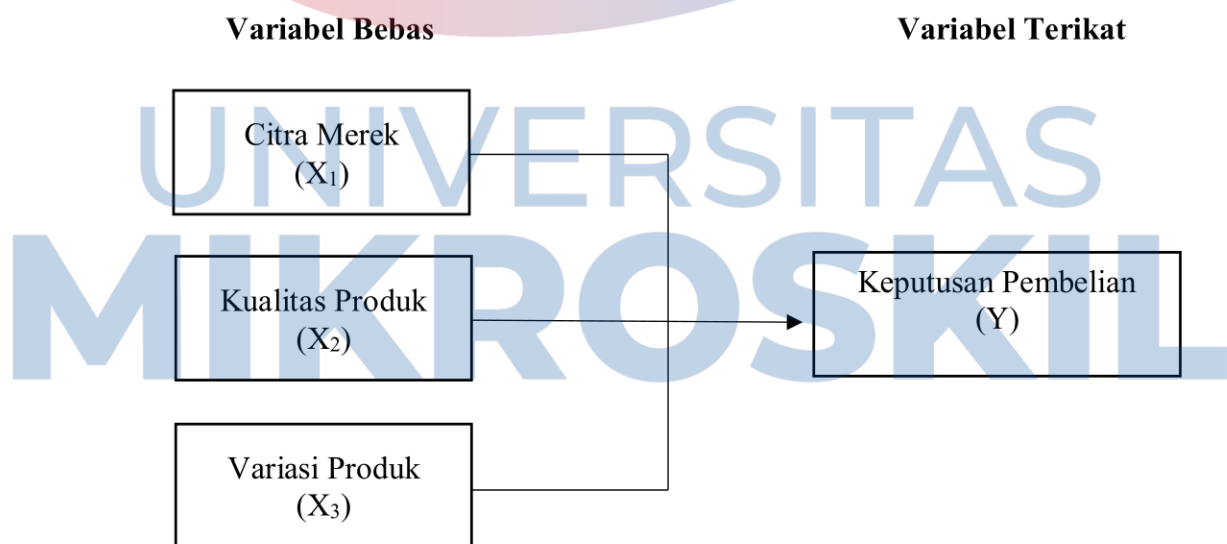 Variabel Bebas
Variabel Terikat
UNIVERSITAS
MIKROSKIL
Citra Merek
(X₁)
Kualitas Produk
(X₂)
Keputusan Pembelian
(Y)
Variasi Produk
(X₃)